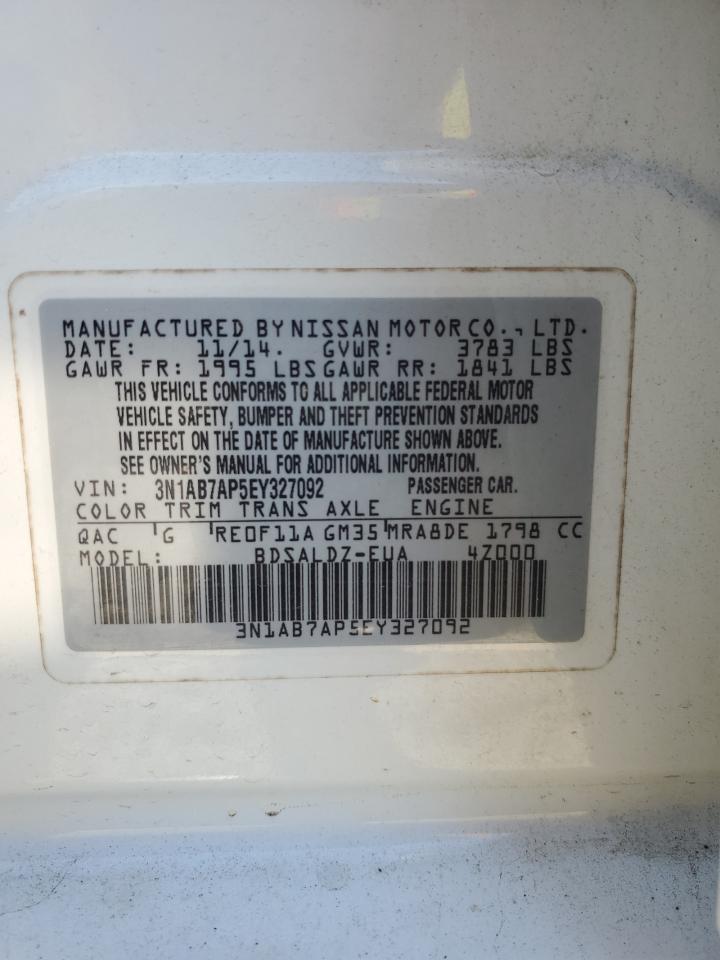 MANUFACTURED BY NISSAN MOTOR CO., LTD.
DATE: 11/14. GVWR: 3783 LBS
GAWR FR: 1995 LBS GAWR RR: 1841 LBS
THIS VEHICLE CONFORMS TO ALL APPLICABLE FEDERAL MOTOR
VEHICLE SAFETY, BUMPER AND THEFT PREVENTION STANDARDS
IN EFFECT ON THE DATE OF MANUFACTURE SHOWN ABOVE.
SEE OWNER'S MANUAL FOR ADDITIONAL INFORMATION.
VIN: 3N1AB7AP5EY327092 PASSENGER CAR.
COLOR TRIM TRANS AXLE ENGINE
QAC G RE0F11A GM35 MRA8DE 1798 CC
MODEL: BDSALDZ-EUA 4Z000
3N1AB7AP5EY327092